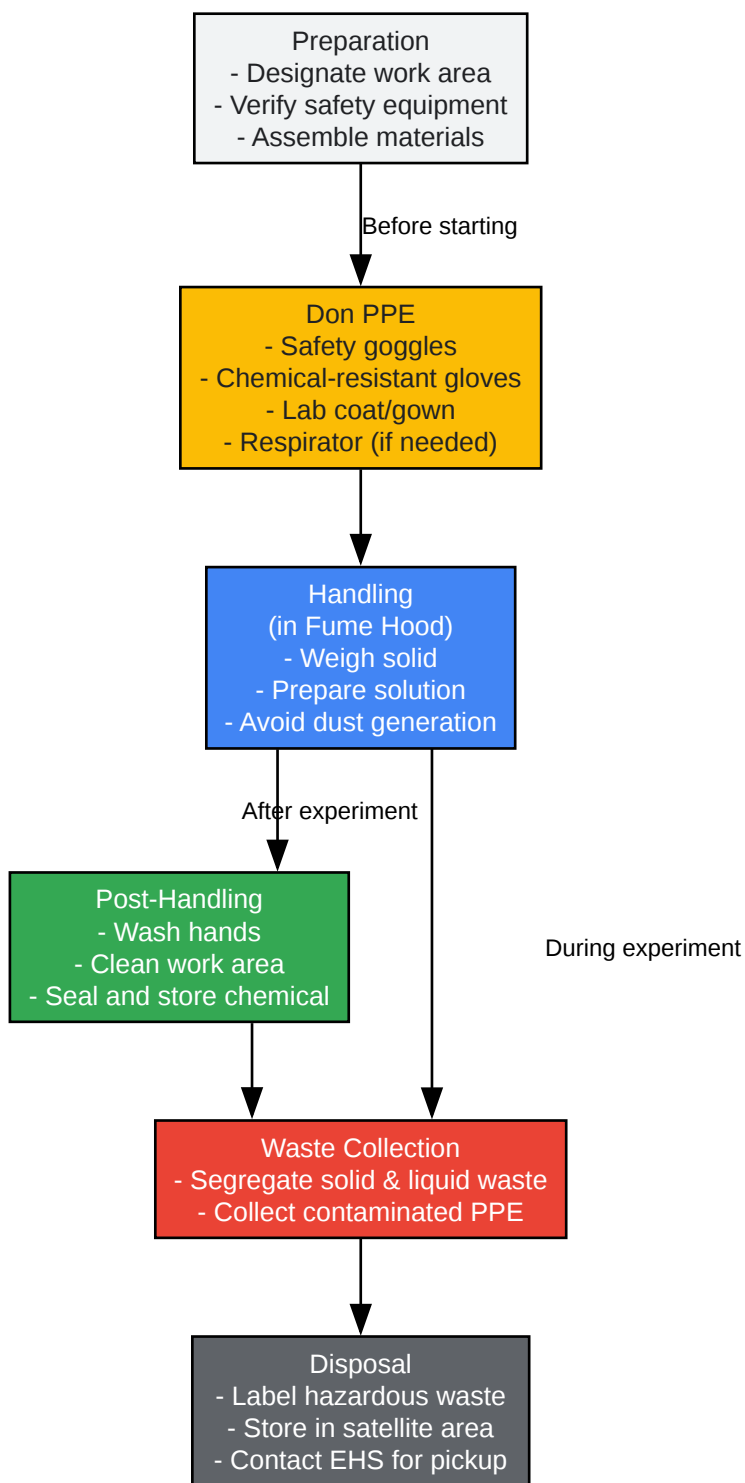 Preparation
- Designate work area
- Verify safety equipment
- Assemble materials
Before starting
Don PPE
- Safety goggles
- Chemical-resistant gloves
- Lab coat/gown
- Respirator (if needed)
Handling
(in Fume Hood)
- Weigh solid
- Prepare solution
- Avoid dust generation
After experiment
Post-Handling
- Wash hands
- Clean work area
- Seal and store chemical
During experiment
Waste Collection
- Segregate solid & liquid waste
- Collect contaminated PPE
Disposal
- Label hazardous waste
- Store in satellite area
- Contact EHS for pickup